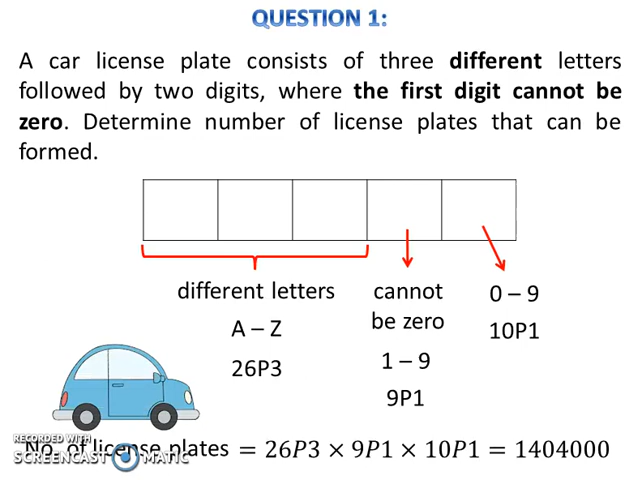 QUESTION 1:
A car license plate consists of three different letters
followed by two digits, where the first digit cannot be
zero. Determine number of license plates that can be
formed.
different letters
A – Z
26P3
cannot
be zero
1 – 9
9P1
0 – 9
10P1
No. of license plates = 26P3 × 9P1 × 10P1 = 1404000
RECORDED WITH
SCREENCAST MATIC